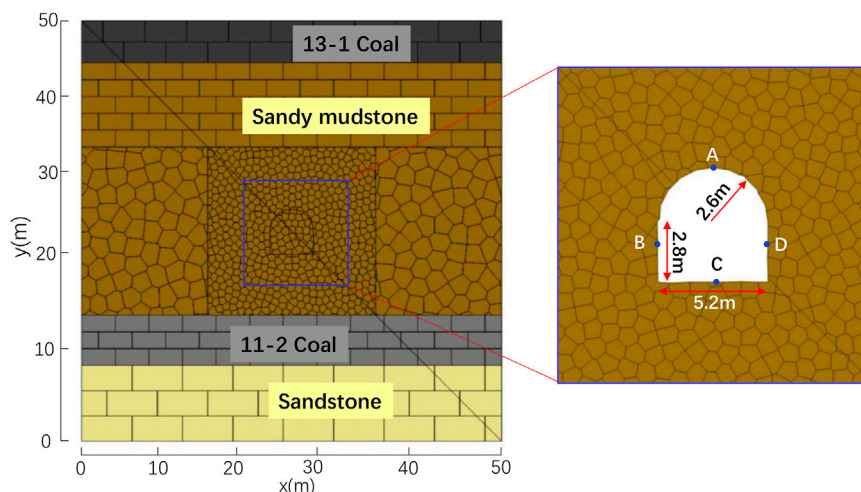 50
40
30
20
10
0
y(m)
13-1 Coal
Sandy mudstone
11-2 Coal
Sandstone
0
10
20
30
40
50
x(m)
A
2.6m
B
2.8m
D
C
5.2m